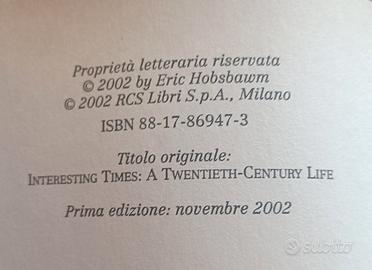 Proprietà letteraria riservata
© 2002 by Eric Hobsbawm
© 2002 RCS Libri S.p.A., Milano
ISBN 88-17-86947-3
Titolo originale:
INTERESTING TIMES: A TWENTIETH-CENTURY LIFE
Prima edizione: novembre 2002
subito